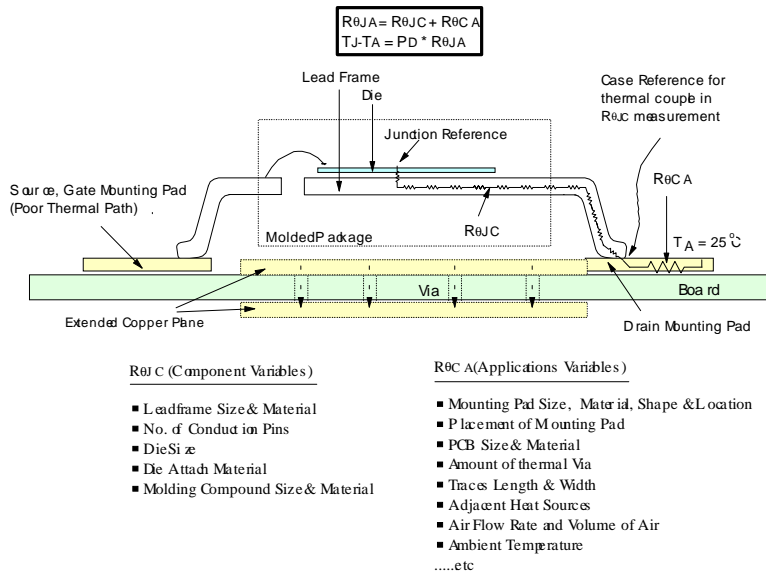 RθJA = RθJC + RθCA
TJ-TA = PD * RθJA
Lead Frame
Die
Case Reference for
thermal couple in
RθJC measurement
Junction Reference
Source, Gate Mounting Pad
(Poor Thermal Path)
RθCA
RθJC
TA = 25°C
Molded Package
Via
Board
Extended Copper Plane
Drain Mounting Pad
RθJC (Component Variables)
■ Leadframe Size & Material
■ No. of Conduction Pins
■ Die Size
■ Die Attach Material
■ Molding Compound Size & Material
RθCA (Applications Variables)
■ Mounting Pad Size, Material, Shape & Location
■ Placement of Mounting Pad
■ PCB Size & Material
■ Amount of thermal Via
■ Traces Length & Width
■ Adjacent Heat Sources
■ Air Flow Rate and Volume of Air
■ Ambient Temperature
.....etc